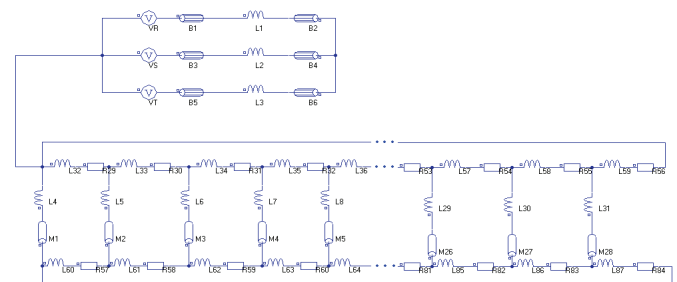 VR B1 L1 B2
VS B3 L2 B4
VT B5 L3 B6
L32 R29 L33 R30 L34 R31 L35 R32 L36 R53 L57 R54 L58 R55 L59 R56
L4 L5 L6 L7 L8 L29 L30 L31
M1 M2 M3 M4 M5 M26 M27 M28
L60 R57 L61 R58 L62 R59 L63 R60 L64 R81 L85 R82 L86 R83 L87 R84